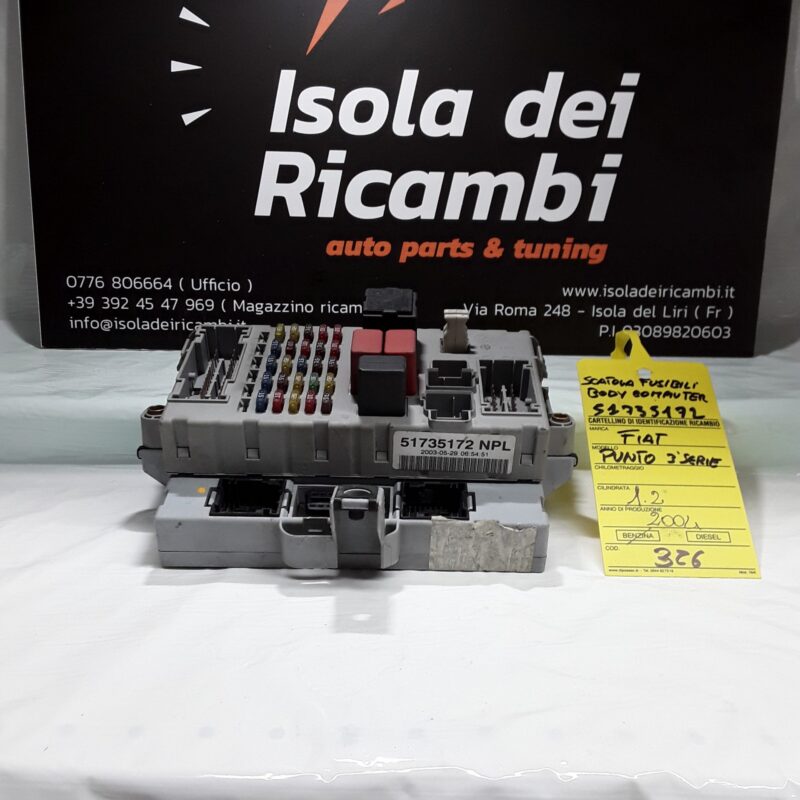 Isola dei
Ricambi
auto parts & tuning
0776 806664 ( Ufficio )
+39 392 45 47 969 ( Magazzino ricam
info@isoladeiricambi.it
www.isoladeiricambi.it
Via Roma 248 - Isola del Liri ( Fr )
P.I 03089820603
51735172 NPL
2003-05-29 06 54 51
SCATOLA FUSIBILI
BODY COMPUTER
51735172
CARTELLINO DI IDENTIFICAZIONE RICAMBIO
MARCA
FIAT
MODELLO
PUNTO 3ª SERIE
CHILOMETRAGGIO
CILINDRATA
1.2
ANNO DI PRODUZIONE
2004
BENZINA DIESEL
COD.
326